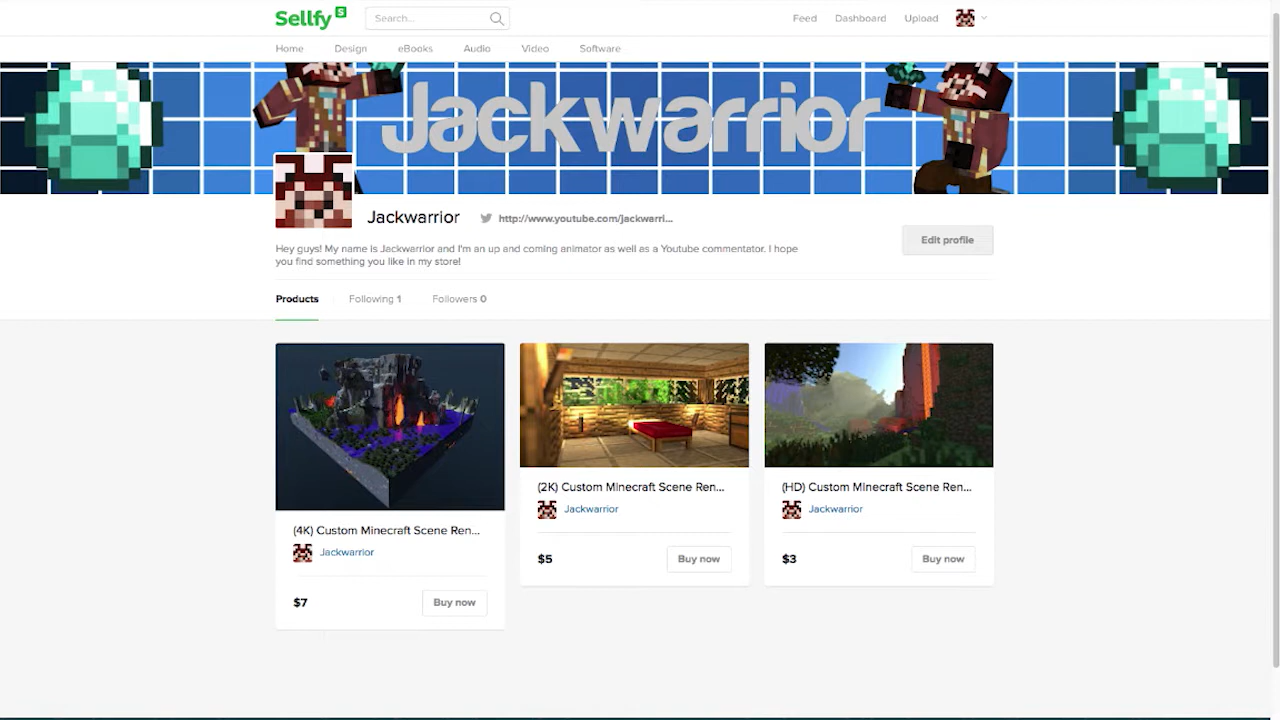 Sellfy S
Search...
Feed Dashboard Upload
Home Design eBooks Audio Video Software
Jackwarrior
Jackwarrior http://www.youtube.com/jackwarri...
Edit profile
Hey guys! My name is Jackwarrior and I'm an up and coming animator as well as a Youtube commentator. I hope
you find something you like in my store!
Products Following 1 Followers 0
(4K) Custom Minecraft Scene Ren...
Jackwarrior
$7 Buy now
(2K) Custom Minecraft Scene Ren...
Jackwarrior
$5 Buy now
(HD) Custom Minecraft Scene Ren...
Jackwarrior
$3 Buy now